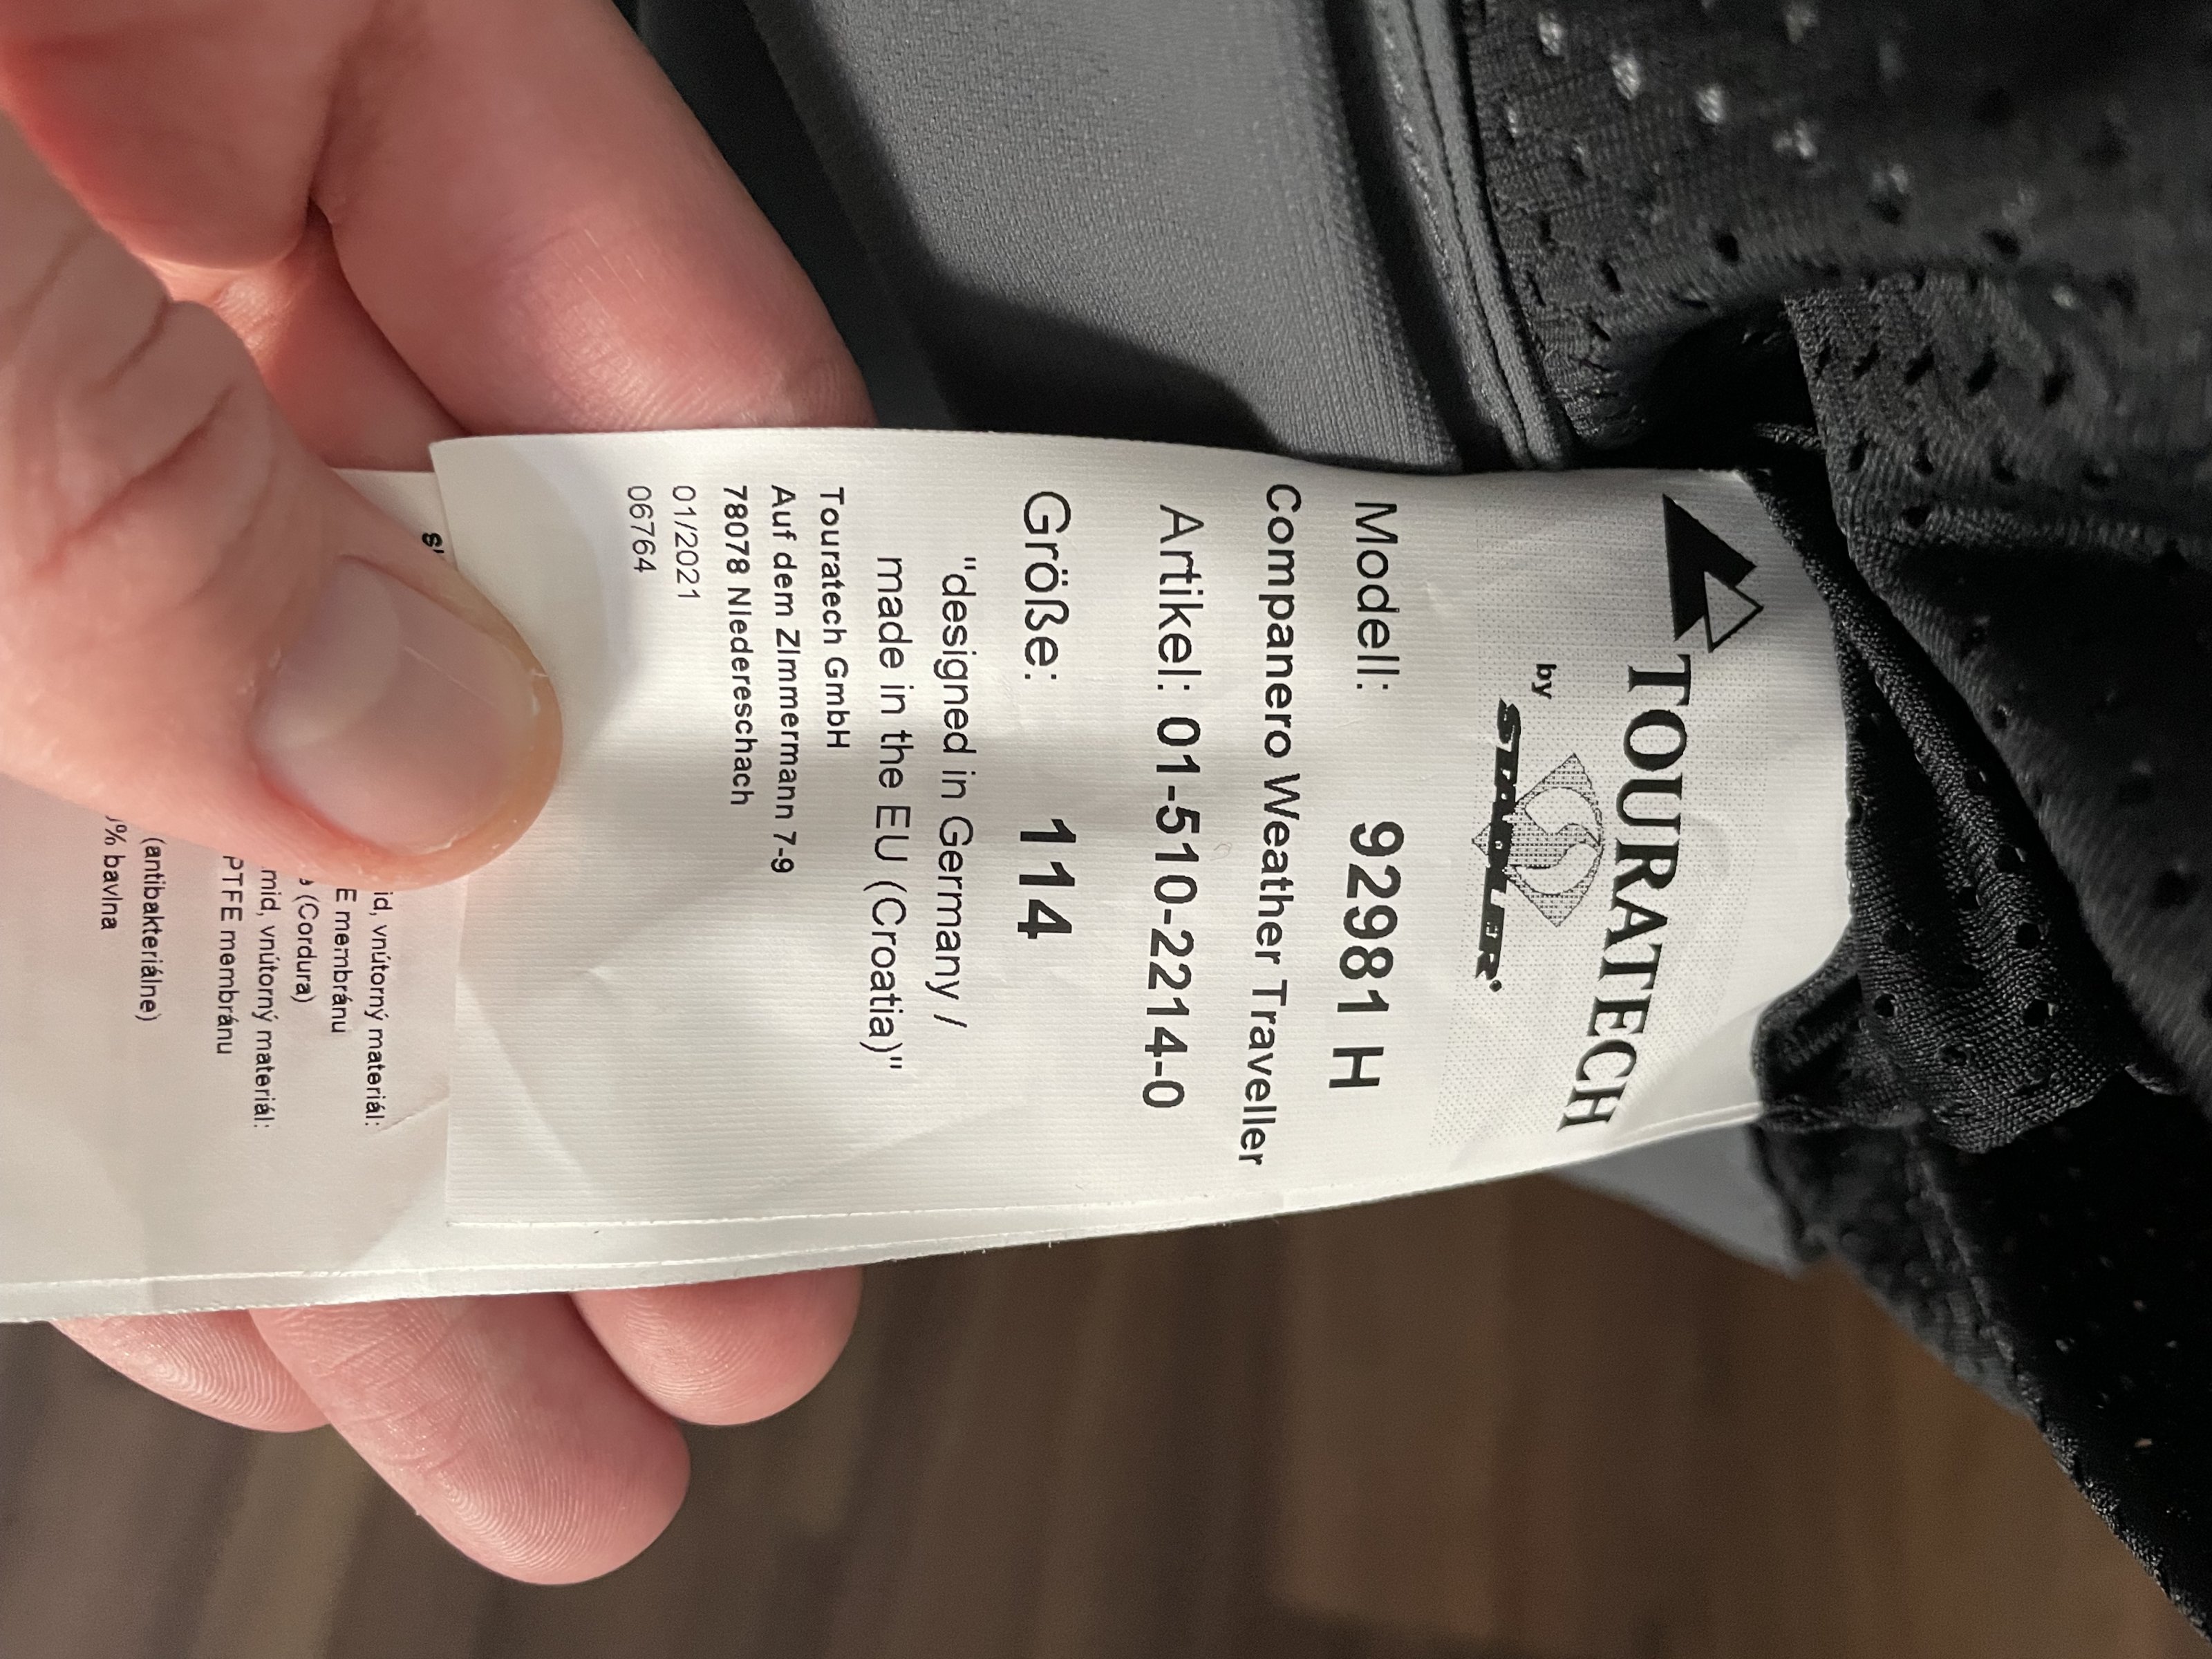 TOURATECH
by STADLER
Modell: 92981 H
Companero Weather Traveller
Artikel: 01-510-2214-0
Größe: 114
"designed in Germany /
made in the EU (Croatia)"
Touratech GmbH
Auf dem ZImmermann 7-9
78078 NIedereschach
01/2021
06764
vnútorný materiál:
membránu
(Cordura)
vnútorný materiál:
PTFE membránu
(antibakteriálne)
% bavlna